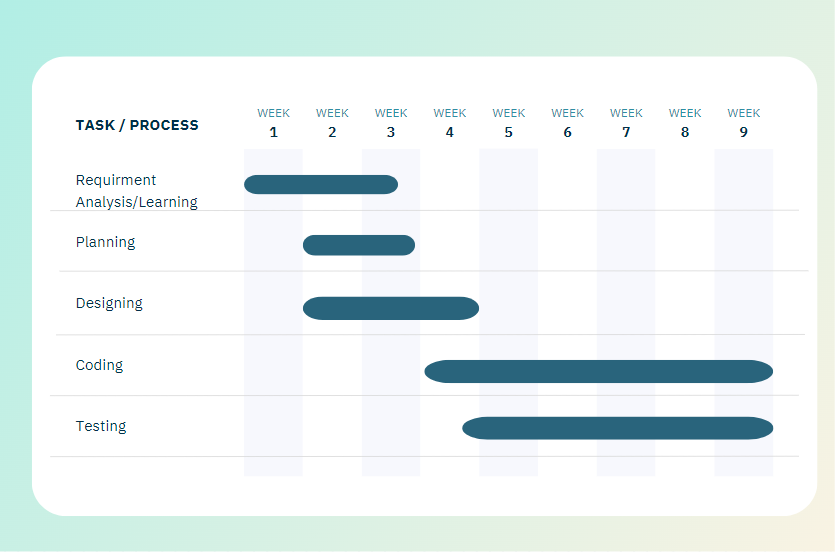 WEEK WEEK WEEK WEEK WEEK WEEK WEEK WEEK WEEK
TASK / PROCESS
1 2 3 4 5 6 7 8 9
Requirment
Analysis/Learning
Planning
Designing
Coding
Testing